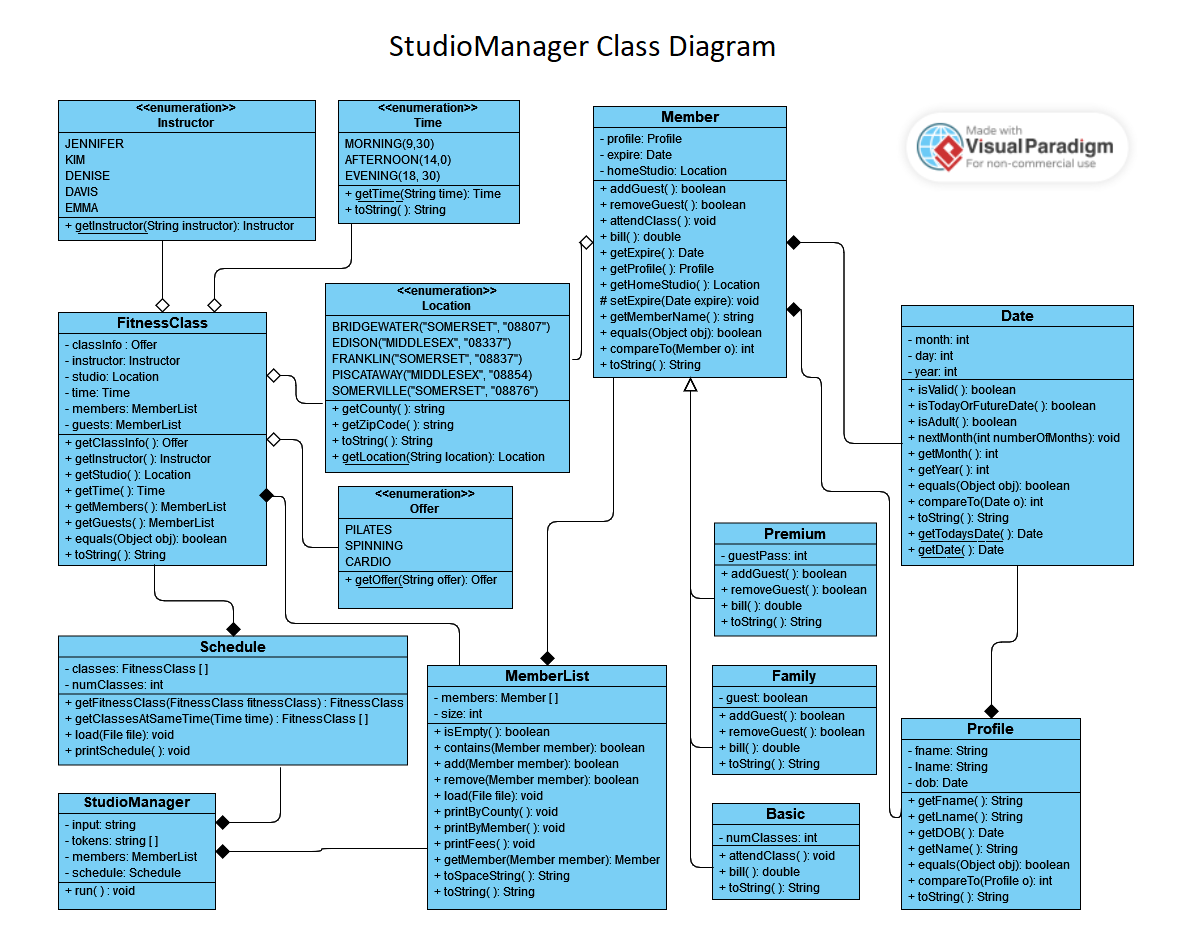 StudioManager Class Diagram
Made with
VisualParadigm
For non-commercial use
<<enumeration>>
Instructor
JENNIFER
KIM
DENISE
DAVIS
EMMA
+ getInstructor(String instructor): Instructor
<<enumeration>>
Time
MORNING(9,30)
AFTERNOON(14,0)
EVENING(18, 30)
+ getTime(String time): Time
+ toString( ): String
Member
- profile: Profile
- expire: Date
- homeStudio: Location
+ addGuest( ): boolean
+ removeGuest( ): boolean
+ attendClass( ): void
+ bill( ): double
+ getExpire( ): Date
+ getProfile( ): Profile
+ getHomeStudio( ): Location
# setExpire(Date expire): void
+ getMemberName( ): string
+ equals(Object obj): boolean
+ compareTo(Member o): int
+ toString( ): String
<<enumeration>>
Location
BRIDGEWATER("SOMERSET", "08807")
EDISON("MIDDLESEX", "08337")
FRANKLIN("SOMERSET", "08837")
PISCATAWAY("MIDDLESEX", "08854)
SOMERVILLE("SOMERSET", "08876")
+ getCounty( ): string
+ getZipCode( ): string
+ toString( ): String
+ getLocation(String location): Location
FitnessClass
- classInfo : Offer
- instructor: Instructor
- studio: Location
- time: Time
- members: MemberList
- guests: MemberList
+ getClassInfo( ): Offer
+ getInstructor( ): Instructor
+ getStudio( ): Location
+ getTime( ): Time
+ getMembers( ): MemberList
+ getGuests( ): MemberList
+ equals(Object obj): boolean
+ toString( ): String
Date
- month: int
- day: int
- year: int
+ isValid( ): boolean
+ isTodayOrFutureDate( ): boolean
+ isAdult( ): boolean
+ nextMonth(int numberOfMonths): void
+ getMonth( ): int
+ getYear( ): int
+ equals(Object obj): boolean
+ compareTo(Date o): int
+ toString( ): String
+ getTodaysDate( ): Date
+ getDate( ): Date
<<enumeration>>
Offer
PILATES
SPINNING
CARDIO
+ getOffer(String offer): Offer
Premium
- guestPass: int
+ addGuest( ): boolean
+ removeGuest( ): boolean
+ bill( ): double
+ toString( ): String
Schedule
- classes: FitnessClass [ ]
- numClasses: int
+ getFitnessClass(FitnessClass fitnessClass) : FitnessClass
+ getClassesAtSameTime(Time time) : FitnessClass [ ]
+ load(File file): void
+ printSchedule( ): void
MemberList
- members: Member [ ]
- size: int
+ isEmpty( ): boolean
+ contains(Member member): boolean
+ add(Member member): boolean
+ remove(Member member): boolean
+ load(File file): void
+ printByCounty( ): void
+ printByMember( ): void
+ printFees( ): void
+ getMember(Member member): Member
+ toSpaceString( ): String
+ toString( ): String
Family
- guest: boolean
+ addGuest( ): boolean
+ removeGuest( ): boolean
+ bill( ): double
+ toString( ): String
Profile
- fname: String
- lname: String
- dob: Date
+ getFname( ): String
+ getLname( ): String
+ getDOB( ): Date
+ getName( ): String
+ equals(Object obj): boolean
+ compareTo(Profile o): int
+ toString( ): String
StudioManager
- input: string
- tokens: string [ ]
- members: MemberList
- schedule: Schedule
+ run( ) : void
Basic
- numClasses: int
+ attendClass( ): void
+ bill( ): double
+ toString( ): String